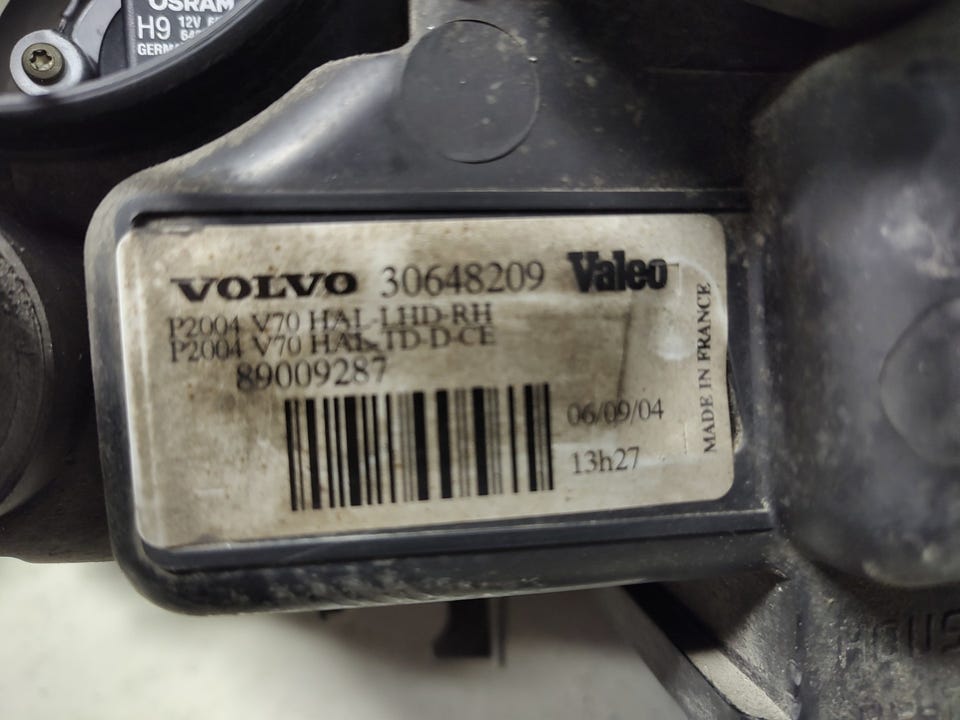 OSRAM
H9 12V
GERM
VOLVO 30648209 Valeo
P2004 V70 HAL-LHD-RH
P2004 V70 HAL-TD-D-CE
89009287
06/09/04
13h27
MADE IN FRANCE
HOUS